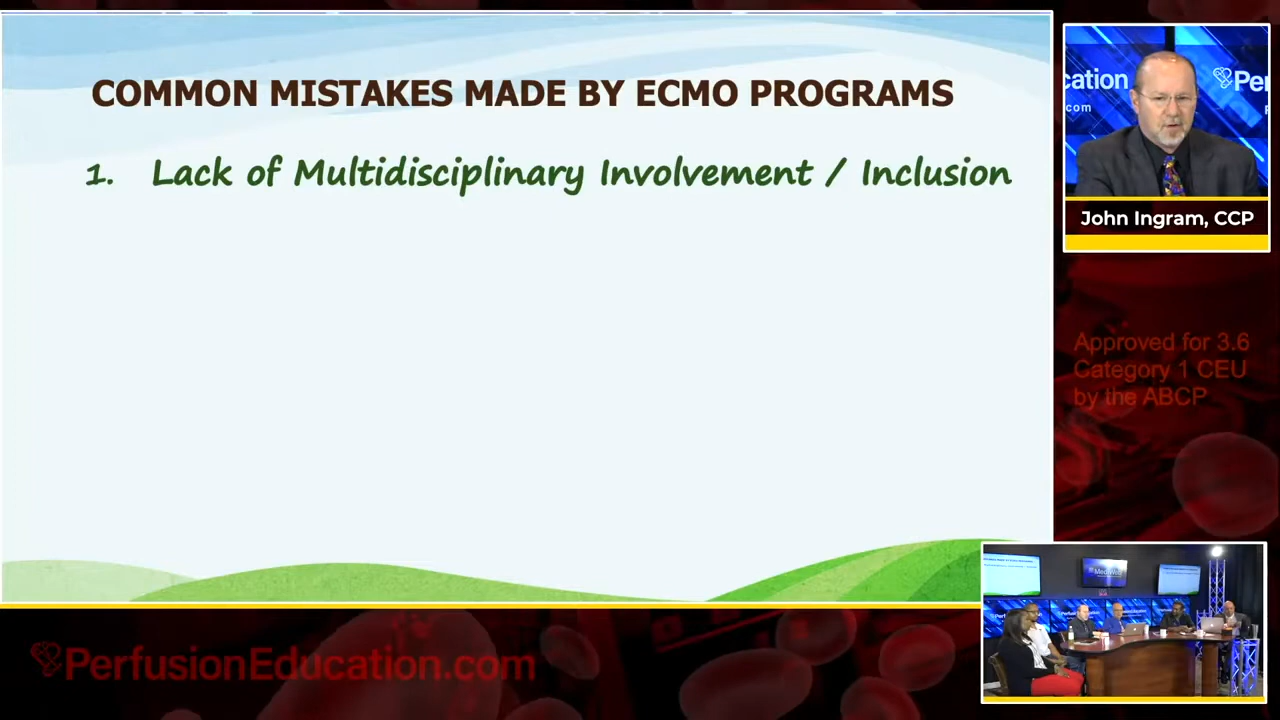 COMMON MISTAKES MADE BY ECMO PROGRAMS
1. Lack of Multidisciplinary Involvement / Inclusion
cation
.com
Per
John Ingram, CCP
Approved for 3.6
Category 1 CEU
by the ABCP
PerfusionEducation.com